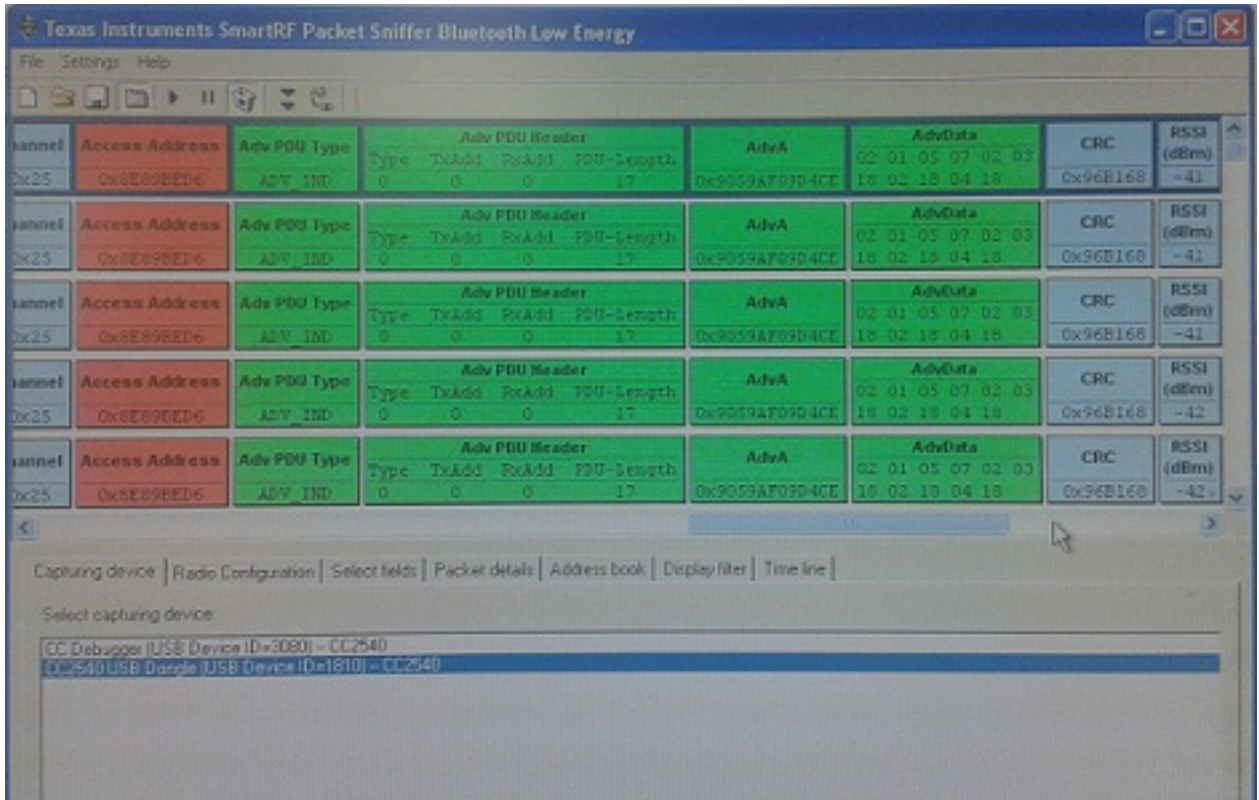 Texas Instruments SmartRF Packet Sniffer Bluetooth Low Energy
File Settings Help
annel Access Address Adv PDU Type Adv PDU Header AdvA AdvData CRC RSSI (dBm)
Type TxAdd RxAdd PDU-Length 02 01 05 07 02 03
0x25 0x8E89BED6 ADV_IND 0 0 0 17 0x9059AF09D4CE 18 02 18 04 18 0x96B168 -41
annel Access Address Adv PDU Type Adv PDU Header AdvA AdvData CRC RSSI (dBm)
Type TxAdd RxAdd PDU-Length 02 01 05 07 02 03
0x25 0x8E89BED6 ADV_IND 0 0 0 17 0x9059AF09D4CE 18 02 18 04 18 0x96B168 -41
annel Access Address Adv PDU Type Adv PDU Header AdvA AdvData CRC RSSI (dBm)
Type TxAdd RxAdd PDU-Length 02 01 05 07 02 03
0x25 0x8E89BED6 ADV_IND 0 0 0 17 0x9059AF09D4CE 18 02 18 04 18 0x96B168 -41
annel Access Address Adv PDU Type Adv PDU Header AdvA AdvData CRC RSSI (dBm)
Type TxAdd RxAdd PDU-Length 02 01 05 07 02 03
0x25 0x8E89BED6 ADV_IND 0 0 0 17 0x9059AF09D4CE 18 02 18 04 18 0x96B168 -42
annel Access Address Adv PDU Type Adv PDU Header AdvA AdvData CRC RSSI (dBm)
Type TxAdd RxAdd PDU-Length 02 01 05 07 02 03
0x25 0x8E89BED6 ADV_IND 0 0 0 17 0x9059AF09D4CE 18 02 18 04 18 0x96B168 -42
Capturing device Radio Configuration Select fields Packet details Address book Display filter Time line
Select capturing device:
CC Debugger (USB Device ID=3080) -- CC2540
CC2540 USB Dongle (USB Device ID=1810) -- CC2540